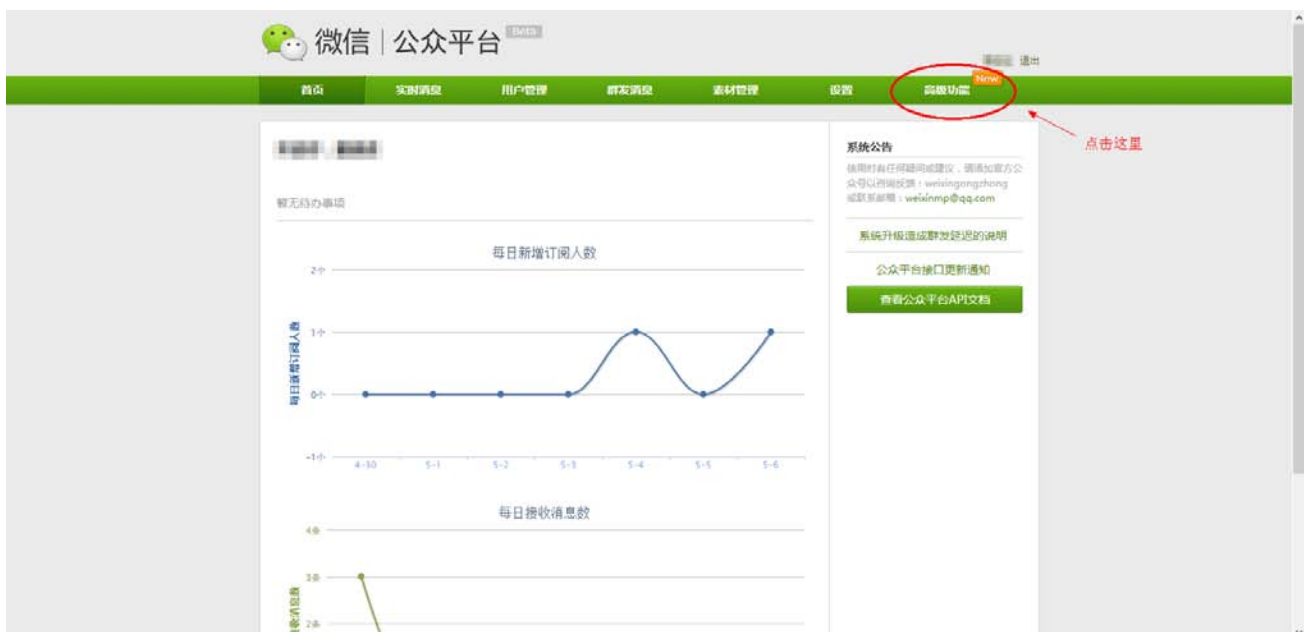 微信 | 公众平台 Beta
退出
首页 实时消息 用户管理 群发消息 素材管理 设置 高级功能 New
点击这里
系统公告
使用时有任何疑问或建议，请添加官方公
众号以咨询反馈：weixingongzhong
或联系邮箱：weixinmp@qq.com
暂无待办事项
系统升级造成群发延迟的说明
公众平台接口更新通知
查看公众平台API文档
每日新增订阅人数
2个
1个
0个
-1个
每日新增订阅人数
4-30 5-1 5-2 5-3 5-4 5-5 5-6
每日接收消息数
4条
3条
2条
接收消息数